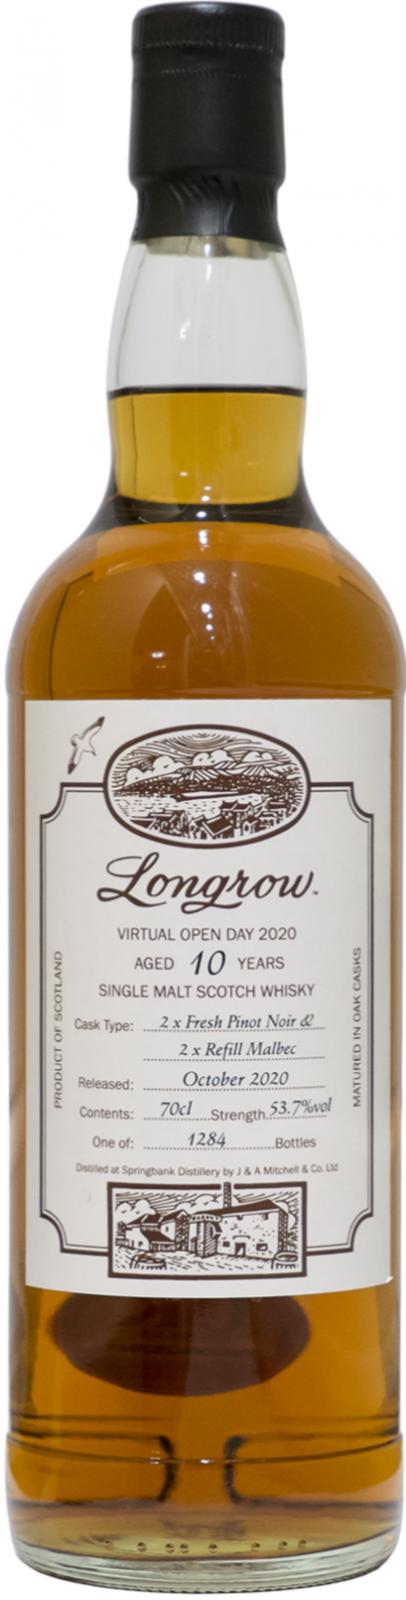 Longrow™
VIRTUAL OPEN DAY 2020
AGED 10 YEARS
SINGLE MALT SCOTCH WHISKY
Cask Type: 2 x Fresh Pinot Noir &
2 x Refill Malbec
Released: October 2020
Contents: 70cl Strength 53.7%vol
One of: 1284 Bottles
Distilled at Springbank Distillery by J & A Mitchell & Co. Ltd
PRODUCT OF SCOTLAND
MATURED IN OAK CASKS